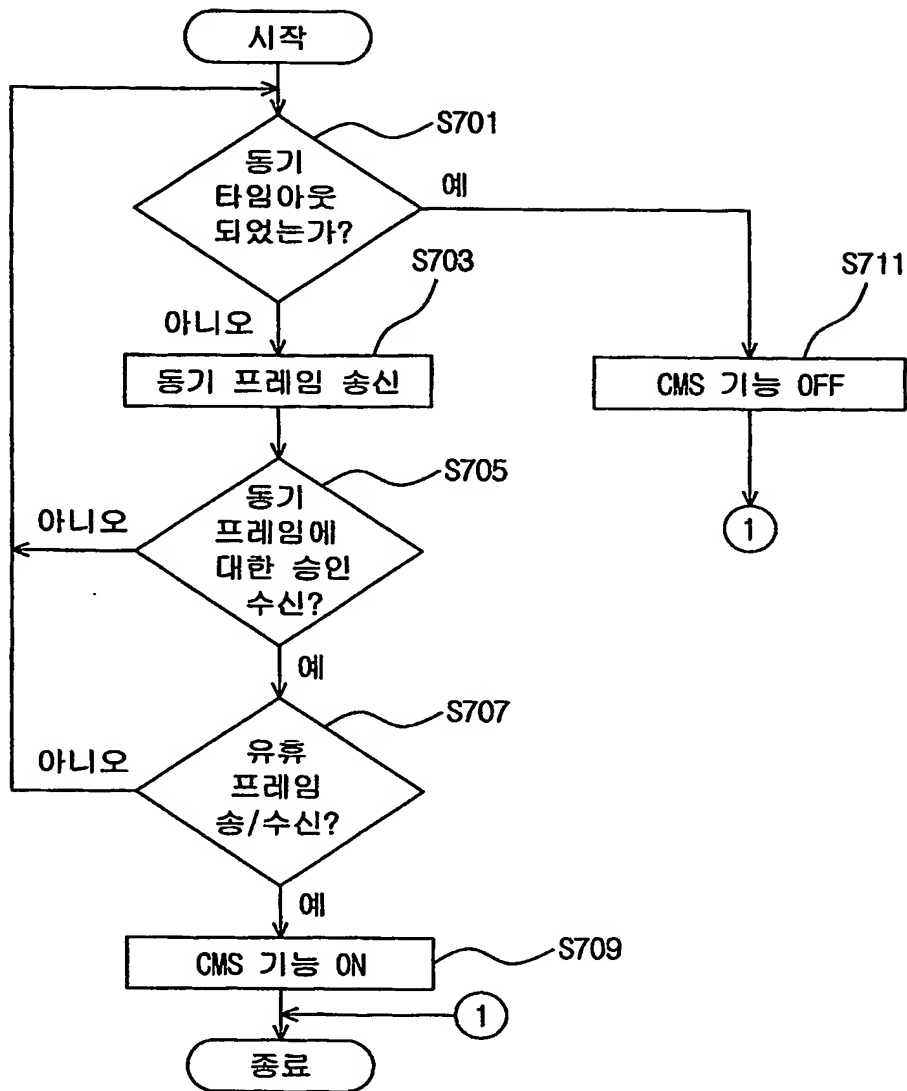 시작
S701
동기
타임아웃
되었는가?
예
S703
아니오
동기 프레임 송신
S711
CMS 기능 OFF
S705
동기
프레임에
대한 승인
수신?
아니오
1
예
S707
유휴
프레임
송/수신?
아니오
예
S709
CMS 기능 ON
1
종료